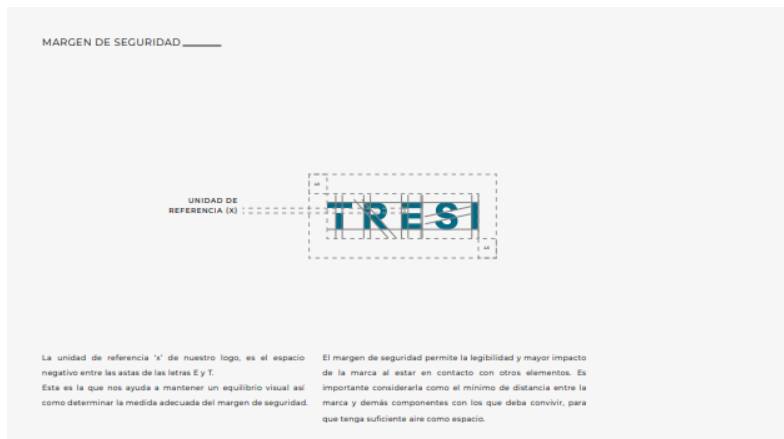 MARGEN DE SEGURIDAD
UNIDAD DE
REFERENCIA (X)
TRESI
La unidad de referencia 'x' de nuestro logo, es el espacio
negativo entre las astas de las letras E y T.
Esta es la que nos ayuda a mantener un equilibrio visual así
como determinar la medida adecuada del margen de seguridad.
El margen de seguridad permite la legibilidad y mayor impacto
de la marca al estar en contacto con otros elementos. Es
importante considerarla como el mínimo de distancia entre la
marca y demás componentes con los que deba convivir, para
que tenga suficiente aire como espacio.